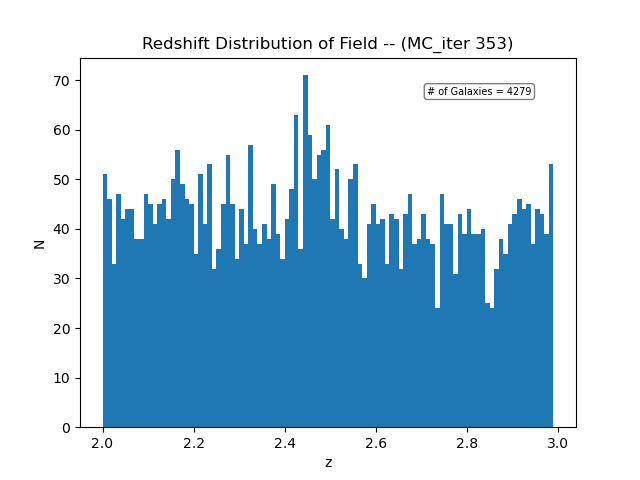 Redshift Distribution of Field -- (MC_iter 353)
# of Galaxies = 4279
70
60
50
40
30
20
10
0
N
2.0 2.2 2.4 2.6 2.8 3.0
z